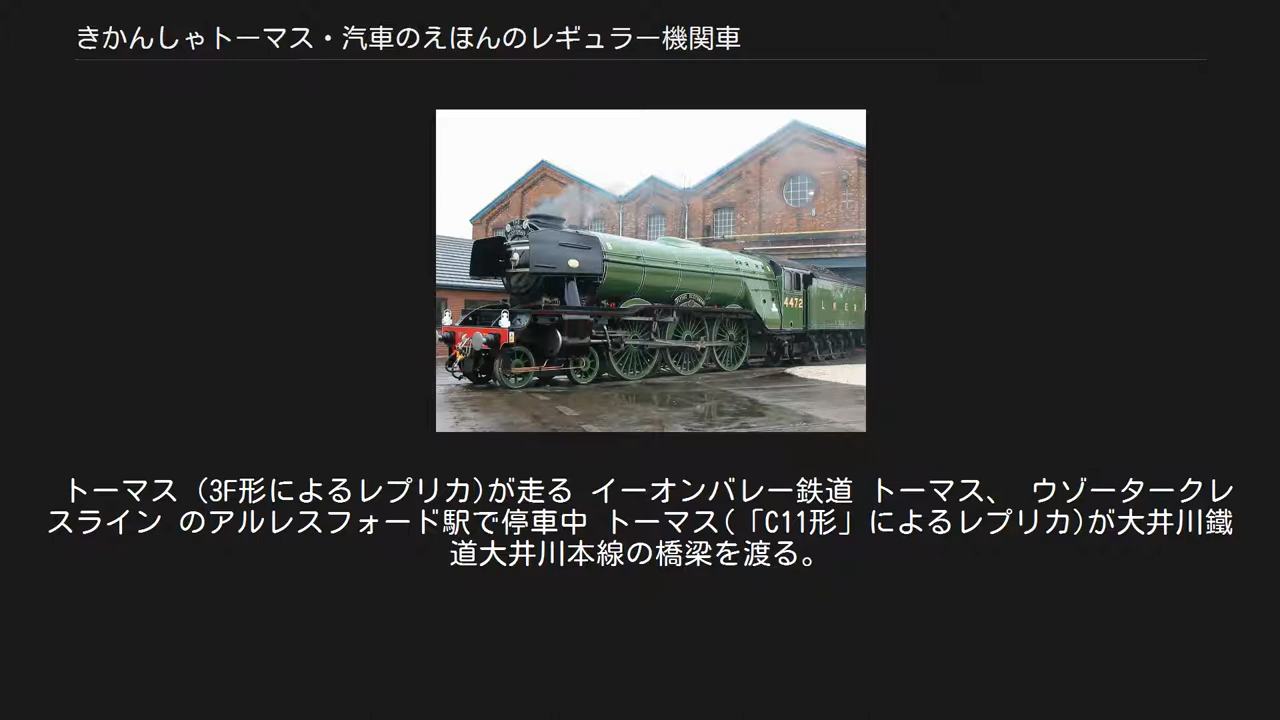 きかんしゃトーマス・汽車のえほんのレギュラー機関車
4472
トーマス (3F形によるレプリカ)が走る イーオンバレー鉄道 トーマス、 ウゾータークレ
スライン のアルレスフォード駅で停車中 トーマス(「C11形」によるレプリカ)が大井川鐵
道大井川本線の橋梁を渡る。